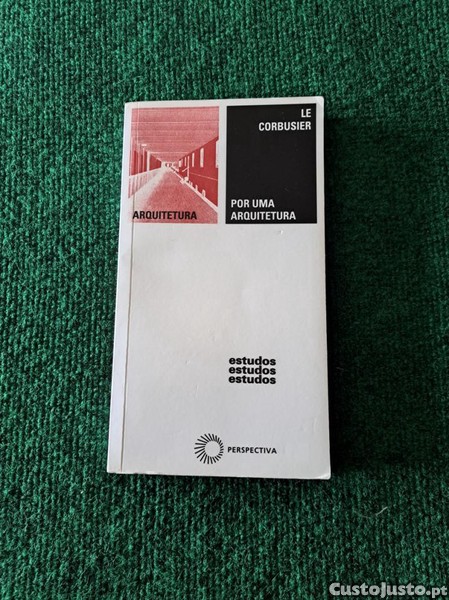 LE
CORBUSIER
ARQUITETURA
POR UMA
ARQUITETURA
estudos
estudos
estudos
PERSPECTIVA
CustoJusto.pt